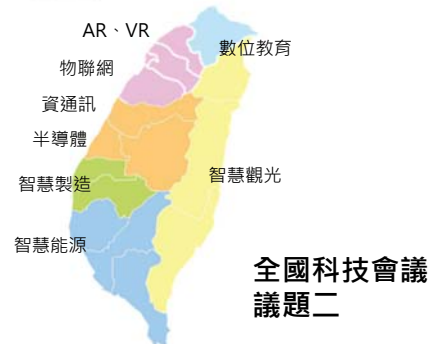 AR、VR
數位教育
物聯網
資通訊
半導體
智慧觀光
智慧製造
智慧能源
全國科技會議
議題二